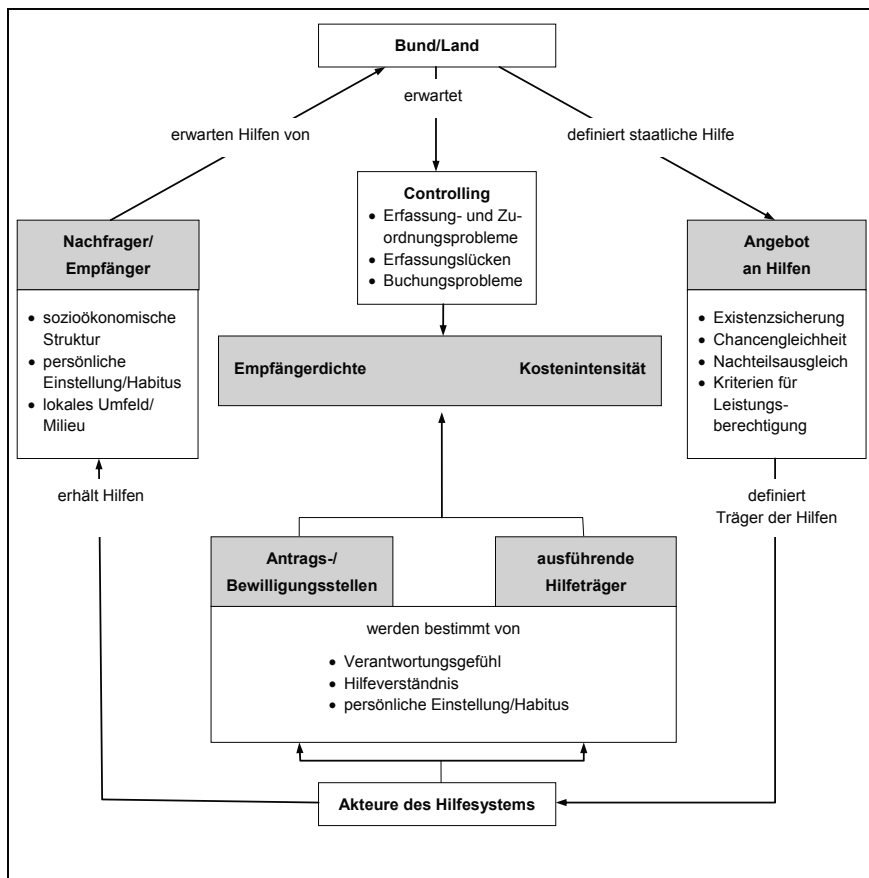 Bund/Land
erwartet
erwarten Hilfen von
definiert staatliche Hilfe
Controlling
• Erfassung- und Zu-
ordnungsprobleme
• Erfassungslücken
• Buchungsprobleme
Nachfrager/
Empfänger
• sozioökonomische
Struktur
• persönliche
Einstellung/Habitus
• lokales Umfeld/
Milieu
Angebot
an Hilfen
• Existenzsicherung
• Chancengleichheit
• Nachteilsausgleich
• Kriterien für
Leistungs-
berechtigung
Empfängerdichte Kostenintensität
erhält Hilfen
definiert
Träger der Hilfen
Antrags-/
Bewilligungsstellen
ausführende
Hilfeträger
werden bestimmt von
• Verantwortungsgefühl
• Hilfeverständnis
• persönliche Einstellung/Habitus
Akteure des Hilfesystems